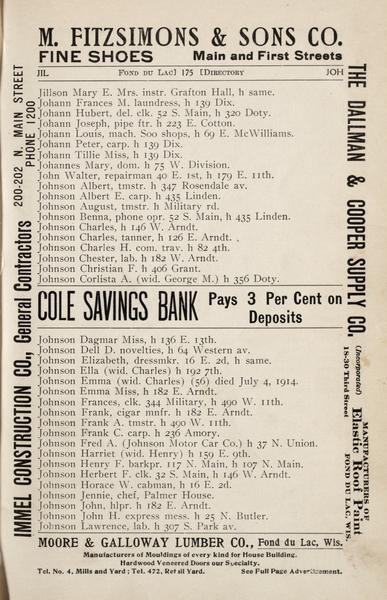 M. FITZSIMONS & SONS CO.
FINE SHOES Main and First Streets
JIL Fond du Lac] 175 [Directory JOH
Jillson Mary E. Mrs. instr. Grafton Hall, h same.
Johann Frances M. laundress, h 139 Dix.
Johann Hubert, del. clk. 52 S. Main, h 320 Doty.
Johann Joseph, pipe ftr. h 223 E. Cotton.
Johann Louis, mach. Soo shops, h 69 E. McWilliams.
Johann Peter, carp. h 139 Dix.
Johann Tillie Miss, h 139 Dix.
Johannes Mary, dom. h 75 W. Division.
John Walter, repairman 40 E. 1st, h 179 E. 11th.
Johnson Albert, tmstr. h 347 Rosendale av.
Johnson Albert E. carp. h 435 Linden.
Johnson August, tmstr. h Military rd.
Johnson Benna, phone opr. 52 S. Main, h 435 Linden.
Johnson Charles, h 146 W. Arndt.
Johnson Charles, tanner, h 126 E. Arndt.
Johnson Charles H. com. trav. h 82 4th.
Johnson Chester, lab. h 182 W. Arndt.
Johnson Christian F. h 406 Grant.
Johnson Corlista A. (wid. George M.) h 356 Doty.
COLE SAVINGS BANK Pays 3 Per Cent on Deposits
Johnson Dagmar Miss, h 136 E. 13th.
Johnson Dell D. novelties, h 64 Western av.
Johnson Elizabeth, dressmkr. 16 E. 2d, h same.
Johnson Ella (wid. Charles) h 192 7th.
Johnson Emma (wid. Charles) (56) died July 4, 1914.
Johnson Emma Miss, h 182 E. Arndt.
Johnson Frances, clk. 344 Military, h 490 W. 11th.
Johnson Frank, cigar mnfr. h 182 E. Arndt.
Johnson Frank A. tmstr. h 490 W. 11th.
Johnson Frank C. carp. h 236 Amory.
Johnson Fred A. (Johnson Motor Car Co.) h 37 N. Union.
Johnson Harriet (wid. Henry) h 159 E. 9th.
Johnson Henry F. barkpr. 117 N. Main, h 107 N. Main.
Johnson Herbert F. clk. 32 S. Main, h 146 W. Arndt.
Johnson Horace W. cabman, h 16 E. 2d.
Johnson Jennie, chef, Palmer House.
Johnson John, hlpr. h 182 E. Arndt.
Johnson John H. express mess. h 25 N. Butler.
Johnson Lawrence, lab. h 307 S. Park av.
MOORE & GALLOWAY LUMBER CO., Fond du Lac, Wis.
Manufacturers of Mouldings of every kind for House Building.
Hardwood Veneered Doors our Specialty.
Tel. No. 4, Mills and Yard; Tel. 472, Retail Yard. See Full Page Advertisement.
IMMEL CONSTRUCTION CO., General Contractors
200-202 N. MAIN STREET
PHONE 1200
THE DALLMAN & COOPER SUPPLY CO.
(Incorporated)
18-30 Third Street
MANUFACTURERS OF
Elastic Roof Paint
FOND DU LAC, WIS.